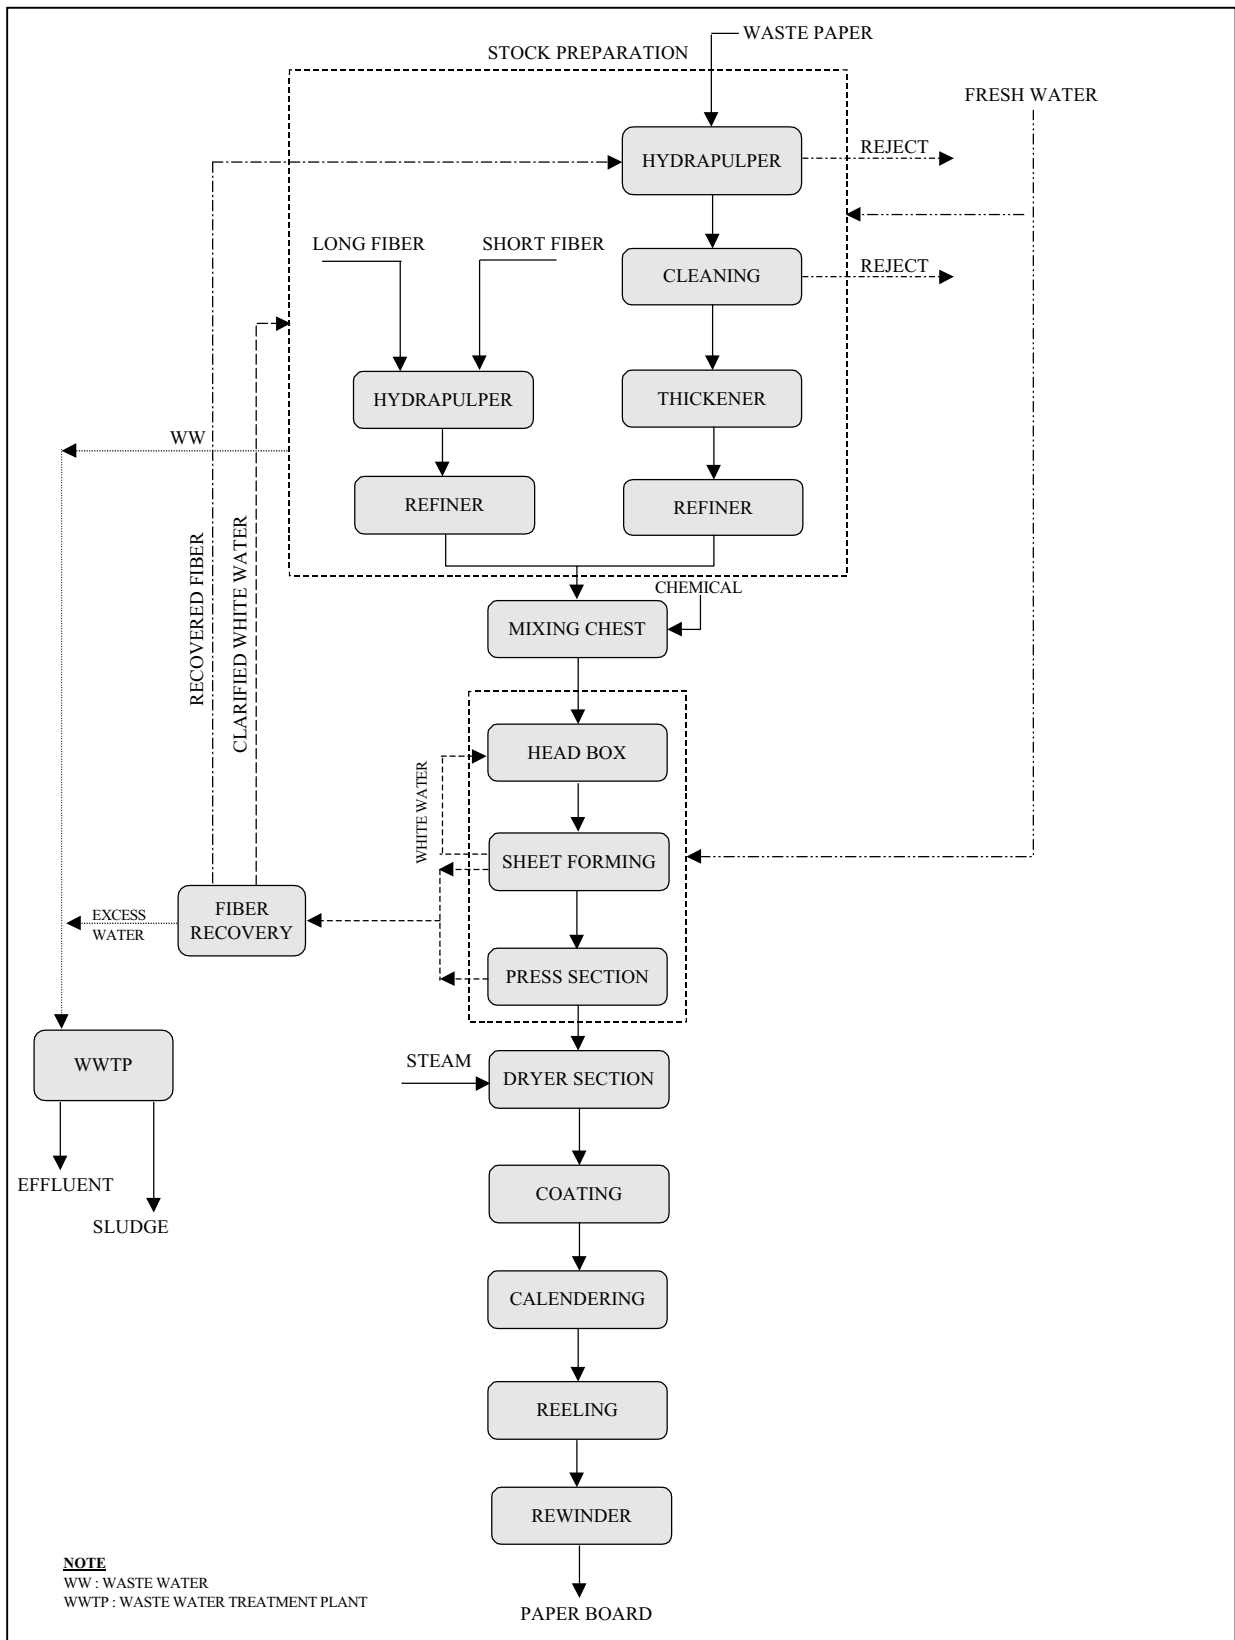 WASTE PAPER
STOCK PREPARATION
FRESH WATER
HYDRAPULPER
REJECT
LONG FIBER
SHORT FIBER
CLEANING
REJECT
HYDRAPULPER
THICKENER
WW
REFINER
REFINER
RECOVERED FIBER
CLARIFIED WHITE WATER
CHEMICAL
MIXING CHEST
HEAD BOX
WHITE WATER
SHEET FORMING
FIBER
RECOVERY
EXCESS
WATER
PRESS SECTION
WWTP
STEAM
DRYER SECTION
EFFLUENT
SLUDGE
COATING
CALENDERING
REELING
REWINDER
NOTE
WW : WASTE WATER
WWTP : WASTE WATER TREATMENT PLANT
PAPER BOARD